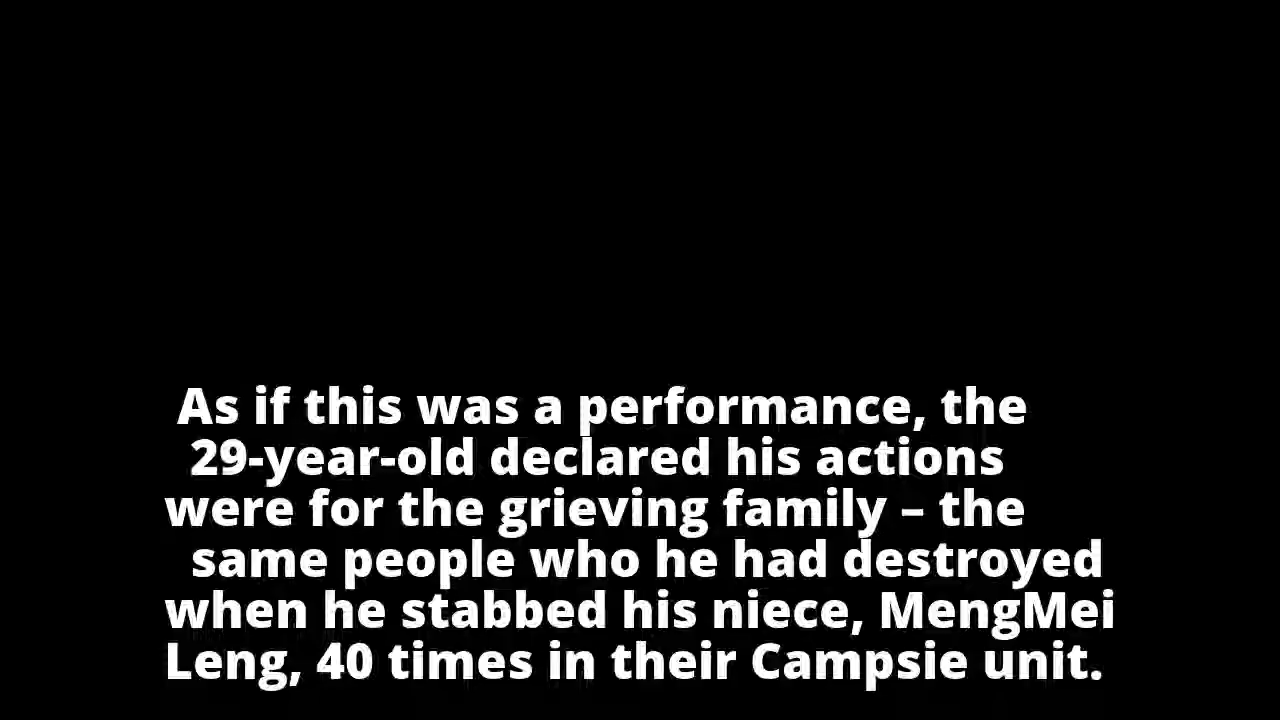 As if this was a performance, the
29-year-old declared his actions
were for the grieving family – the
same people who he had destroyed
when he stabbed his niece, MengMei
Leng, 40 times in their Campsie unit.